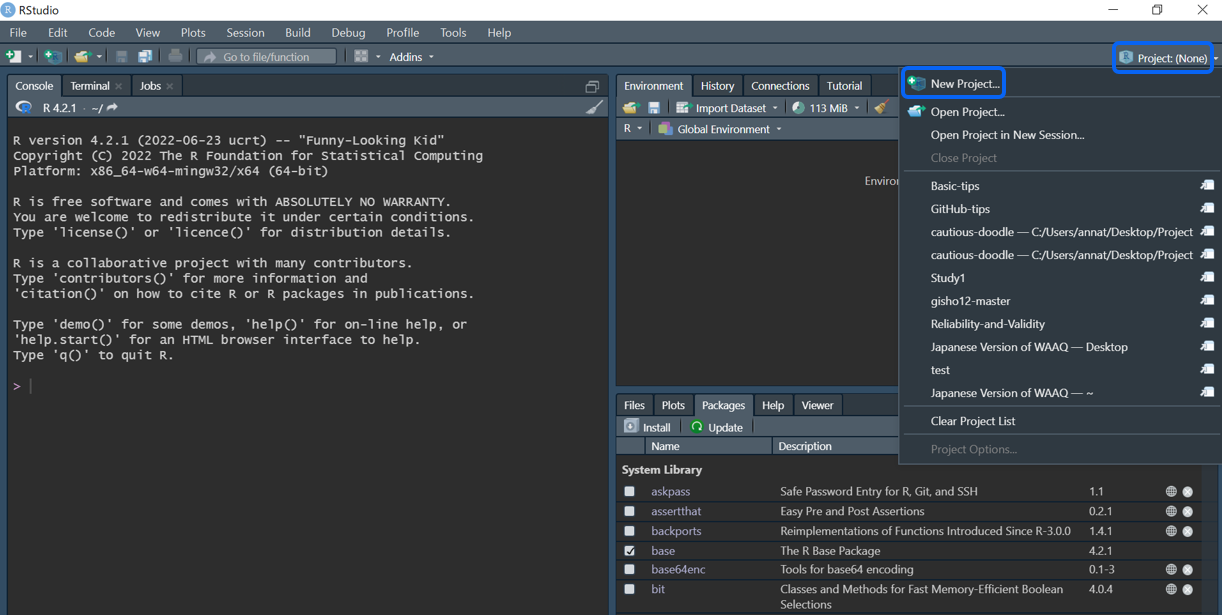 RStudio
File Edit Code View Plots Session Build Debug Profile Tools Help
Go to file/function Addins Project: (None)
Console Terminal Jobs
R 4.2.1 · ~/
R version 4.2.1 (2022-06-23 ucrt) -- "Funny-Looking Kid"
Copyright (C) 2022 The R Foundation for Statistical Computing
Platform: x86_64-w64-mingw32/x64 (64-bit)
R is free software and comes with ABSOLUTELY NO WARRANTY.
You are welcome to redistribute it under certain conditions.
Type 'license()' or 'licence()' for distribution details.
R is a collaborative project with many contributors.
Type 'contributors()' for more information and
'citation()' on how to cite R or R packages in publications.
Type 'demo()' for some demos, 'help()' for on-line help, or
'help.start()' for an HTML browser interface to help.
Type 'q()' to quit R.
>
Environment History Connections Tutorial
Import Dataset 113 MiB
R Global Environment
Environ
New Project...
Open Project...
Open Project in New Session...
Close Project
Basic-tips
GitHub-tips
cautious-doodle — C:/Users/annat/Desktop/Project
cautious-doodle — C:/Users/annat/Desktop/Project
Study1
gisho12-master
Reliability-and-Validity
Japanese Version of WAAQ — Desktop
test
Japanese Version of WAAQ — ~
Clear Project List
Project Options...
Files Plots Packages Help Viewer
Install Update
Name Description
System Library
askpass Safe Password Entry for R, Git, and SSH 1.1
assertthat Easy Pre and Post Assertions 0.2.1
backports Reimplementations of Functions Introduced Since R-3.0.0 1.4.1
base The R Base Package 4.2.1
base64enc Tools for base64 encoding 0.1-3
bit Classes and Methods for Fast Memory-Efficient Boolean 4.0.4
Selections